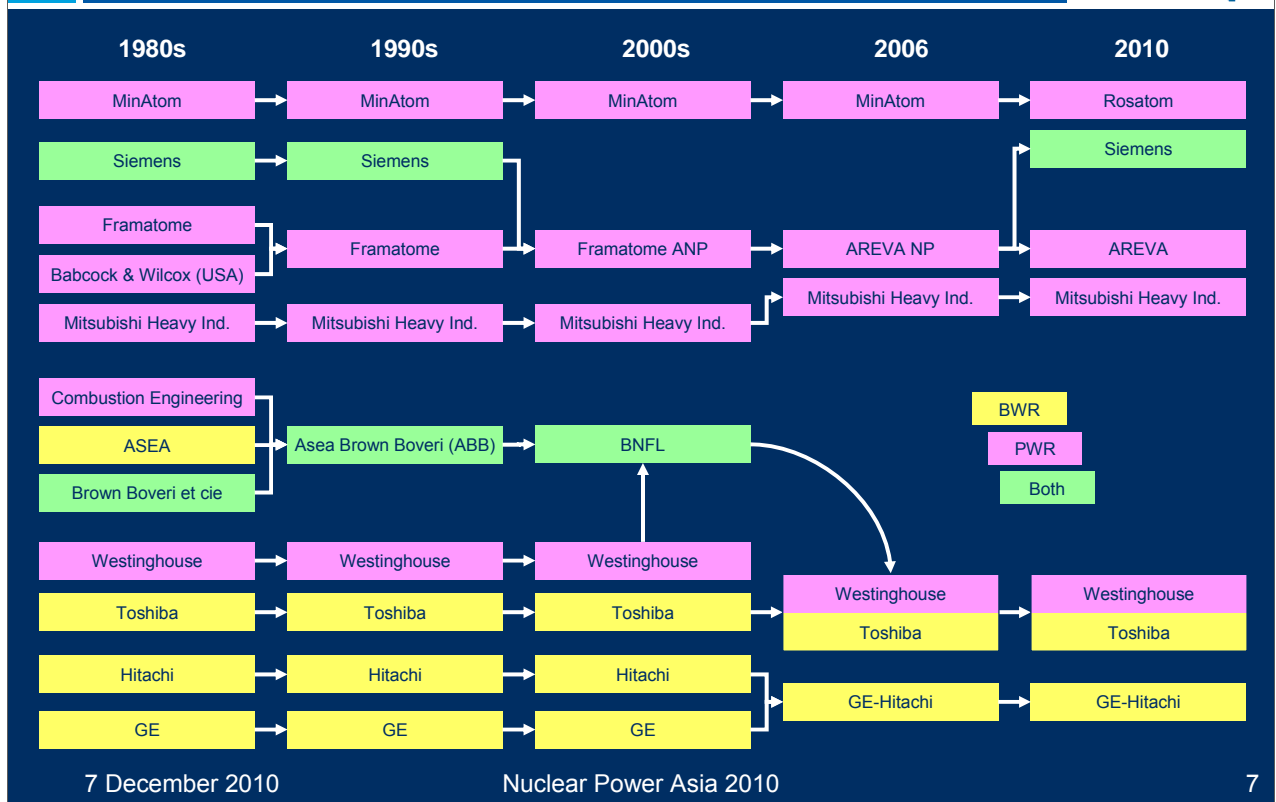 1980s 1990s 2000s 2006 2010
MinAtom MinAtom MinAtom MinAtom Rosatom
Siemens Siemens Siemens
Framatome
Framatome Framatome ANP AREVA NP AREVA
Babcock & Wilcox (USA)
Mitsubishi Heavy Ind. Mitsubishi Heavy Ind.
Mitsubishi Heavy Ind. Mitsubishi Heavy Ind. Mitsubishi Heavy Ind.
Combustion Engineering
BWR
ASEA Asea Brown Boveri (ABB) BNFL
PWR
Brown Boveri et cie
Both
Westinghouse Westinghouse Westinghouse
Westinghouse Westinghouse
Toshiba Toshiba Toshiba
Toshiba Toshiba
Hitachi Hitachi Hitachi
GE-Hitachi GE-Hitachi
GE GE GE
7 December 2010 Nuclear Power Asia 2010 7